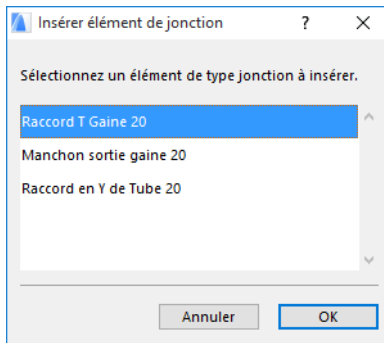 Insérer élément de jonction
Sélectionnez un élément de type jonction à insérer.
Raccord T Gaine 20
Manchon sortie gaine 20
Raccord en Y de Tube 20
Annuler OK